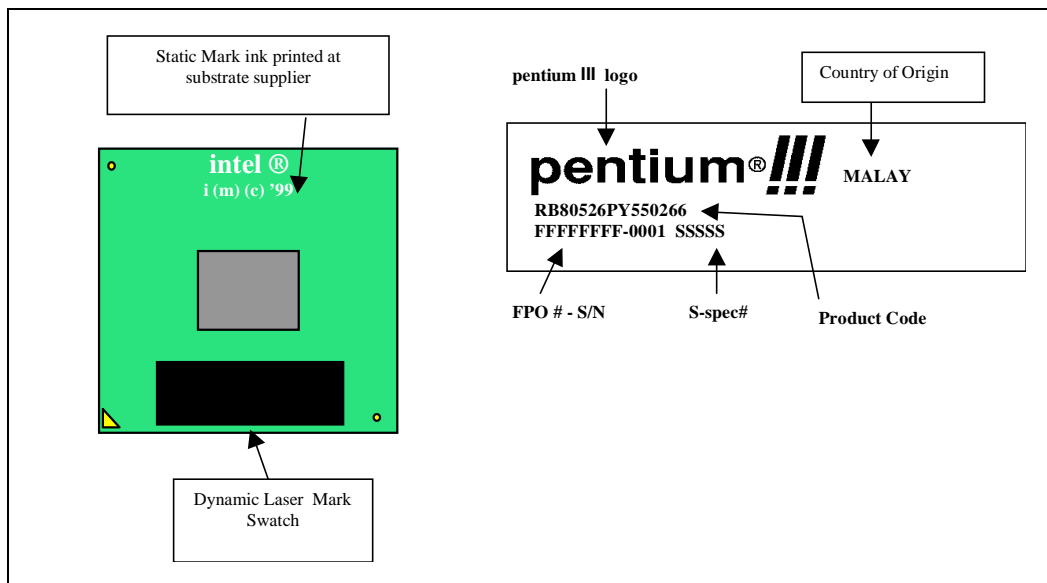 Static Mark ink printed at
substrate supplier
intel ®
i (m) (c) '99
Dynamic Laser Mark
Swatch
pentium III logo
Country of Origin
pentium® III
MALAY
RB80526PY550266
FFFFFFFF-0001 SSSSS
FPO # - S/N
S-spec#
Product Code